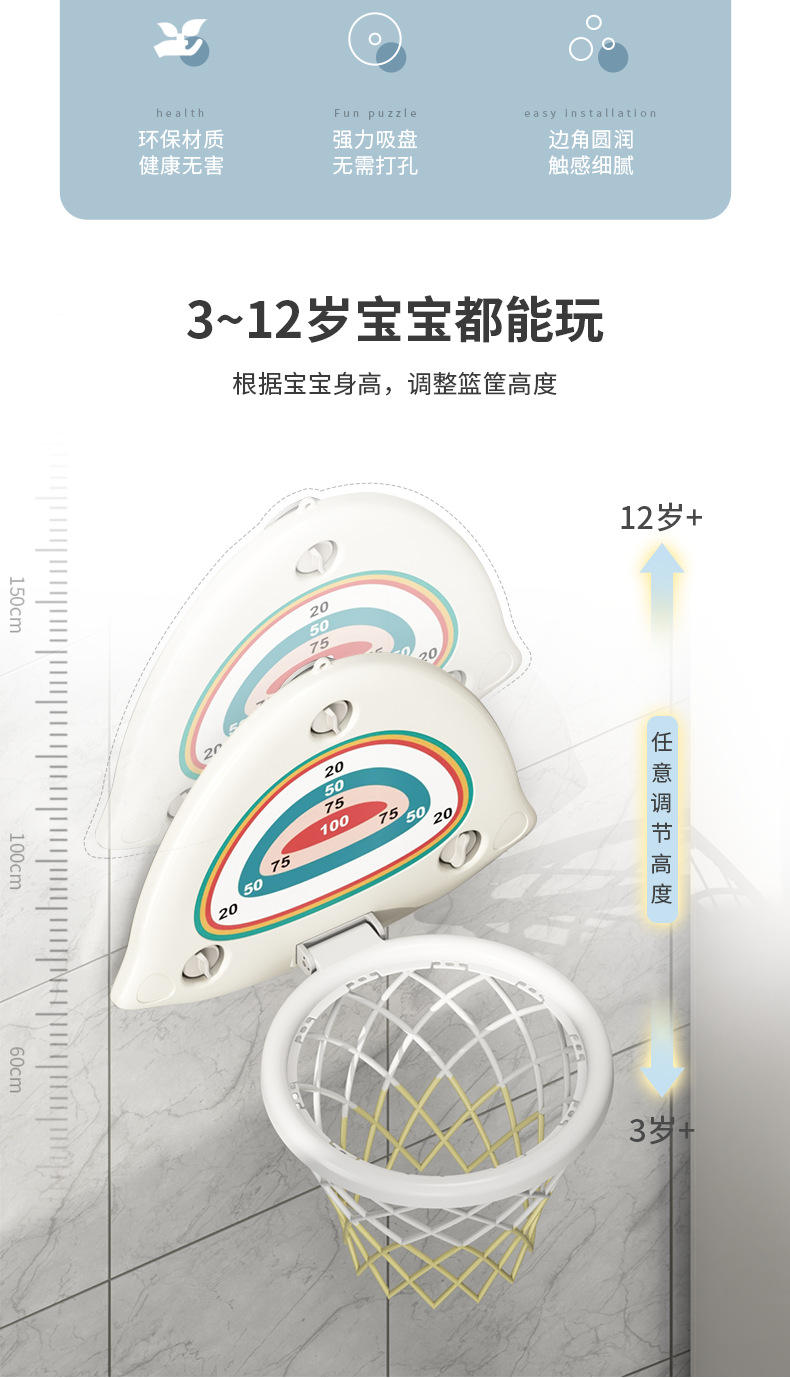 health
环保材质
健康无害
Fun puzzle
强力吸盘
无需打孔
easy installation
边角圆润
触感细腻
3~12岁宝宝都能玩
根据宝宝身高，调整篮筐高度
12岁+
150cm
20
50
75
20
20
任意调节高度
20
50
75
100
75
50
20
75
50
20
100cm
60cm
3岁+